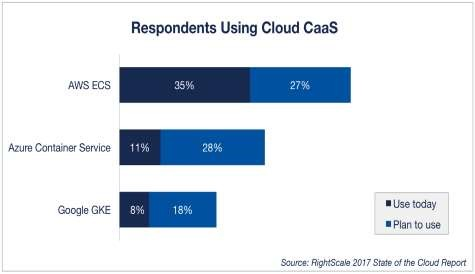 Respondents Using Cloud CaaS
AWS ECS
35%
27%
Azure Container Service
11%
28%
Google GKE
8%
18%
Use today
Plan to use
Source: RightScale 2017 State of the Cloud Report